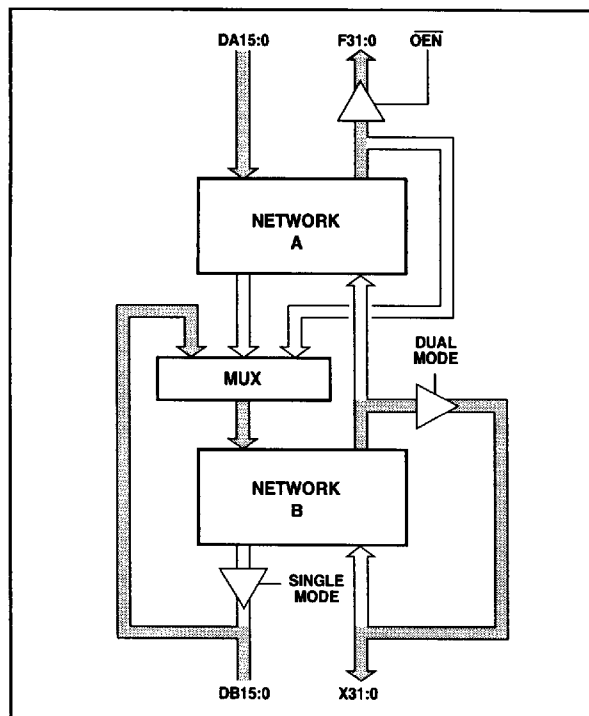 DA15:0
F31:0
OEN
NETWORK
A
DUAL
MODE
MUX
NETWORK
B
SINGLE
MODE
DB15:0
X31:0